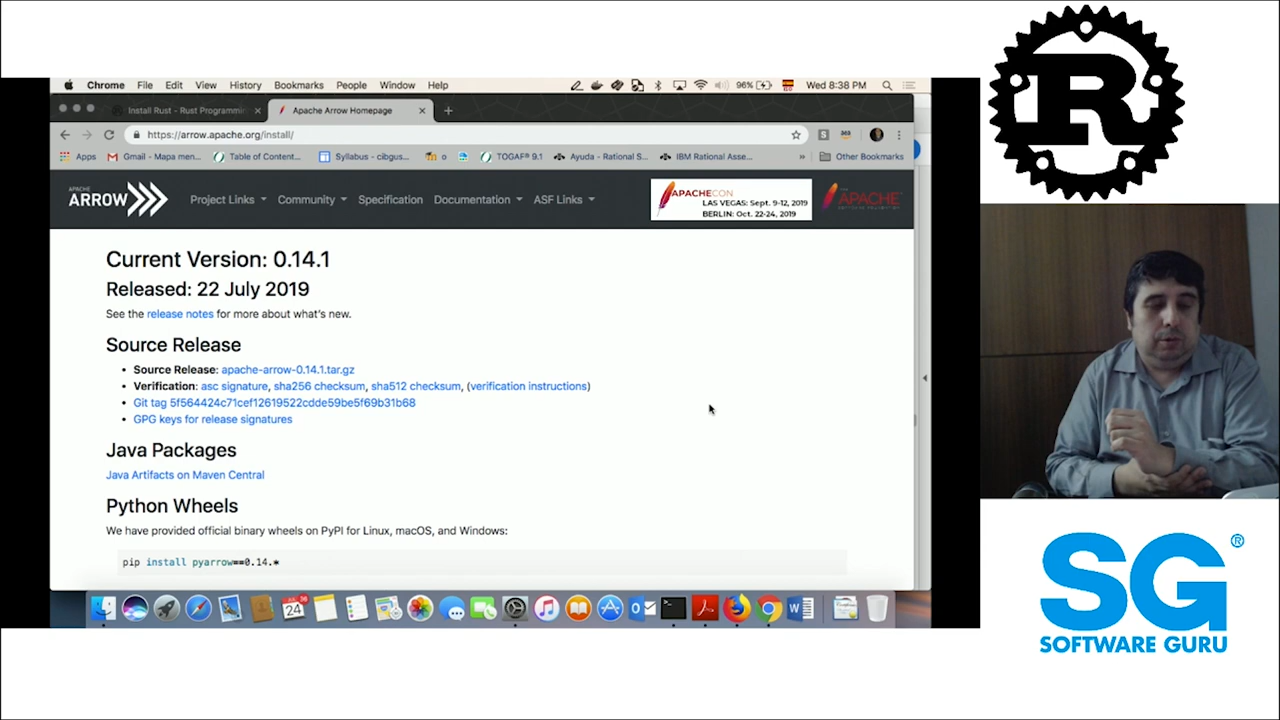 Chrome File Edit View History Bookmarks People Window Help 96% Wed 8:38 PM
Install Rust - Rust Programmi Apache Arrow Homepage
https://arrow.apache.org/install/
Apps Gmail - Mapa men... Table of Content... Syllabus - cibgus... o TOGAF® 9.1 Ayuda - Rational S... IBM Rational Asse... » Other Bookmarks
APACHE
ARROW Project Links Community Specification Documentation ASF Links
APACHECON
LAS VEGAS: Sept. 9-12, 2019
BERLIN: Oct. 22-24, 2019
APACHE
Current Version: 0.14.1
Released: 22 July 2019
See the release notes for more about what's new.
Source Release
• Source Release: apache-arrow-0.14.1.tar.gz
• Verification: asc signature, sha256 checksum, sha512 checksum, (verification instructions)
• Git tag 5f564424c71cef12619522cdde59be5f69b31b68
• GPG keys for release signatures
Java Packages
Java Artifacts on Maven Central
Python Wheels
We have provided official binary wheels on PyPI for Linux, macOS, and Windows:
pip install pyarrow==0.14.*
24
R
SG®
SOFTWARE GURU